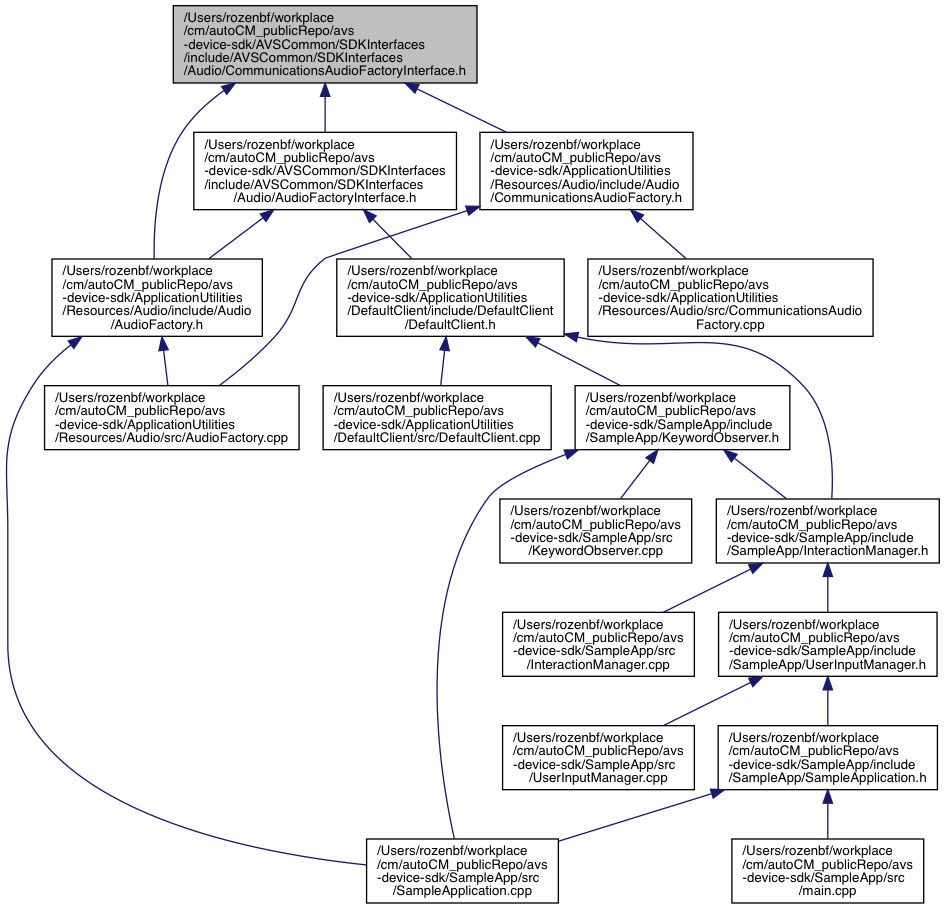 /Users/rozenbf/workplace
/cm/autoCM_publicRepo/avs
-device-sdk/AVSCommon/SDKInterfaces
/include/AVSCommon/SDKInterfaces
/Audio/CommunicationsAudioFactoryInterface.h
/Users/rozenbf/workplace
/cm/autoCM_publicRepo/avs
-device-sdk/AVSCommon/SDKInterfaces
/include/AVSCommon/SDKInterfaces
/Audio/AudioFactoryInterface.h
/Users/rozenbf/workplace
/cm/autoCM_publicRepo/avs
-device-sdk/ApplicationUtilities
/Resources/Audio/include/Audio
/CommunicationsAudioFactory.h
/Users/rozenbf/workplace
/cm/autoCM_publicRepo/avs
-device-sdk/ApplicationUtilities
/Resources/Audio/include/Audio
/AudioFactory.h
/Users/rozenbf/workplace
/cm/autoCM_publicRepo/avs
-device-sdk/ApplicationUtilities
/DefaultClient/include/DefaultClient
/DefaultClient.h
/Users/rozenbf/workplace
/cm/autoCM_publicRepo/avs
-device-sdk/ApplicationUtilities
/Resources/Audio/src/CommunicationsAudio
Factory.cpp
/Users/rozenbf/workplace
/cm/autoCM_publicRepo/avs
-device-sdk/ApplicationUtilities
/Resources/Audio/src/AudioFactory.cpp
/Users/rozenbf/workplace
/cm/autoCM_publicRepo/avs
-device-sdk/ApplicationUtilities
/DefaultClient/src/DefaultClient.cpp
/Users/rozenbf/workplace
/cm/autoCM_publicRepo/avs
-device-sdk/SampleApp/include
/SampleApp/KeywordObserver.h
/Users/rozenbf/workplace
/cm/autoCM_publicRepo/avs
-device-sdk/SampleApp/src
/KeywordObserver.cpp
/Users/rozenbf/workplace
/cm/autoCM_publicRepo/avs
-device-sdk/SampleApp/include
/SampleApp/InteractionManager.h
/Users/rozenbf/workplace
/cm/autoCM_publicRepo/avs
-device-sdk/SampleApp/src
/InteractionManager.cpp
/Users/rozenbf/workplace
/cm/autoCM_publicRepo/avs
-device-sdk/SampleApp/include
/SampleApp/UserInputManager.h
/Users/rozenbf/workplace
/cm/autoCM_publicRepo/avs
-device-sdk/SampleApp/src
/UserInputManager.cpp
/Users/rozenbf/workplace
/cm/autoCM_publicRepo/avs
-device-sdk/SampleApp/include
/SampleApp/SampleApplication.h
/Users/rozenbf/workplace
/cm/autoCM_publicRepo/avs
-device-sdk/SampleApp/src
/SampleApplication.cpp
/Users/rozenbf/workplace
/cm/autoCM_publicRepo/avs
-device-sdk/SampleApp/src
/main.cpp